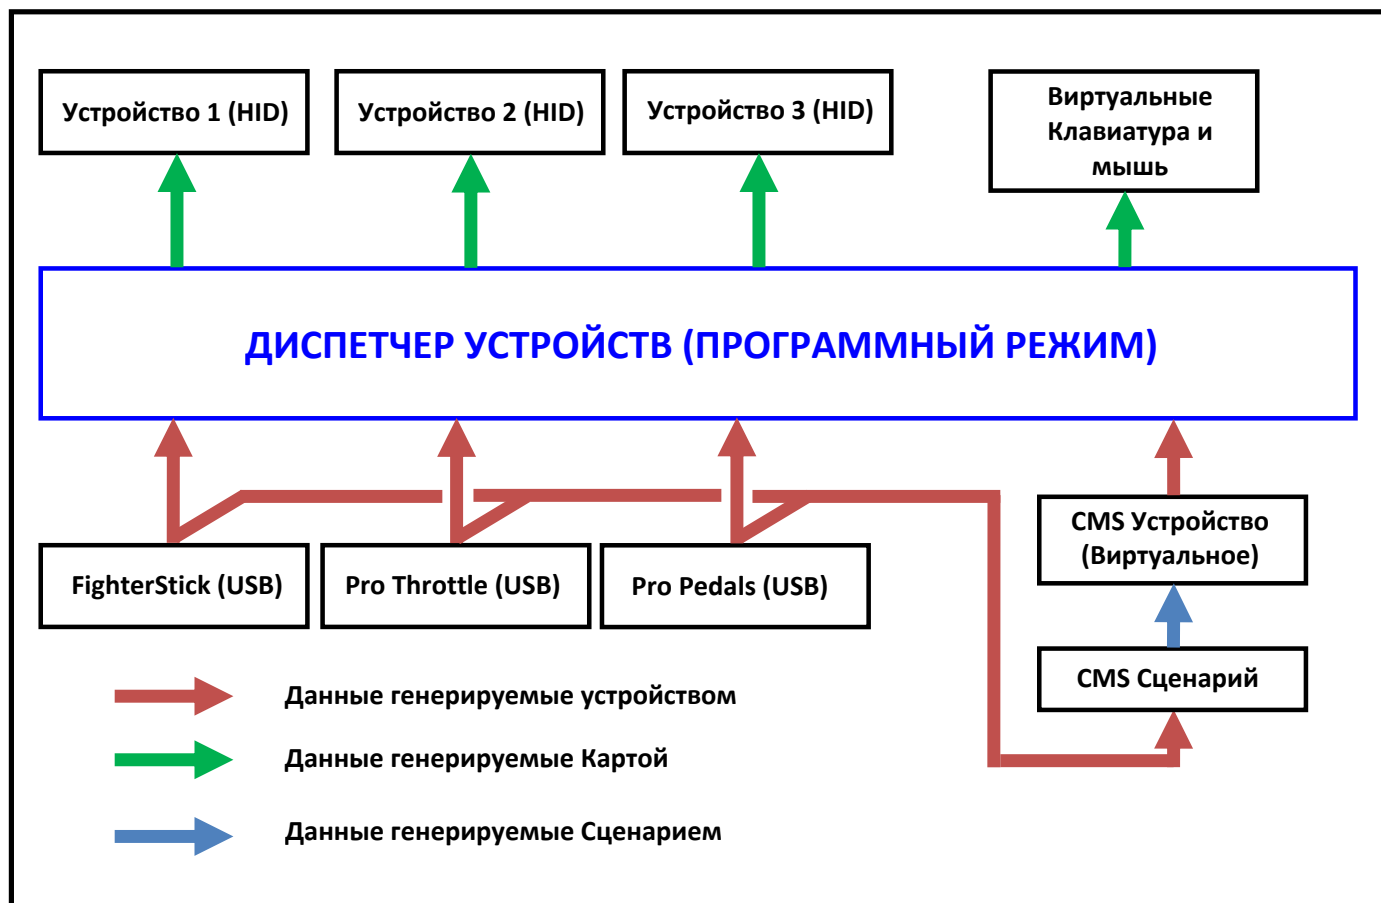 Устройство 1 (HID)
Устройство 2 (HID)
Устройство 3 (HID)
Виртуальные
Клавиатура и
мышь
ДИСПЕТЧЕР УСТРОЙСТВ (ПРОГРАММНЫЙ РЕЖИМ)
FighterStick (USB)
Pro Throttle (USB)
Pro Pedals (USB)
CMS Устройство
(Виртуальное)
CMS Сценарий
Данные генерируемые устройством
Данные генерируемые Картой
Данные генерируемые Сценарием